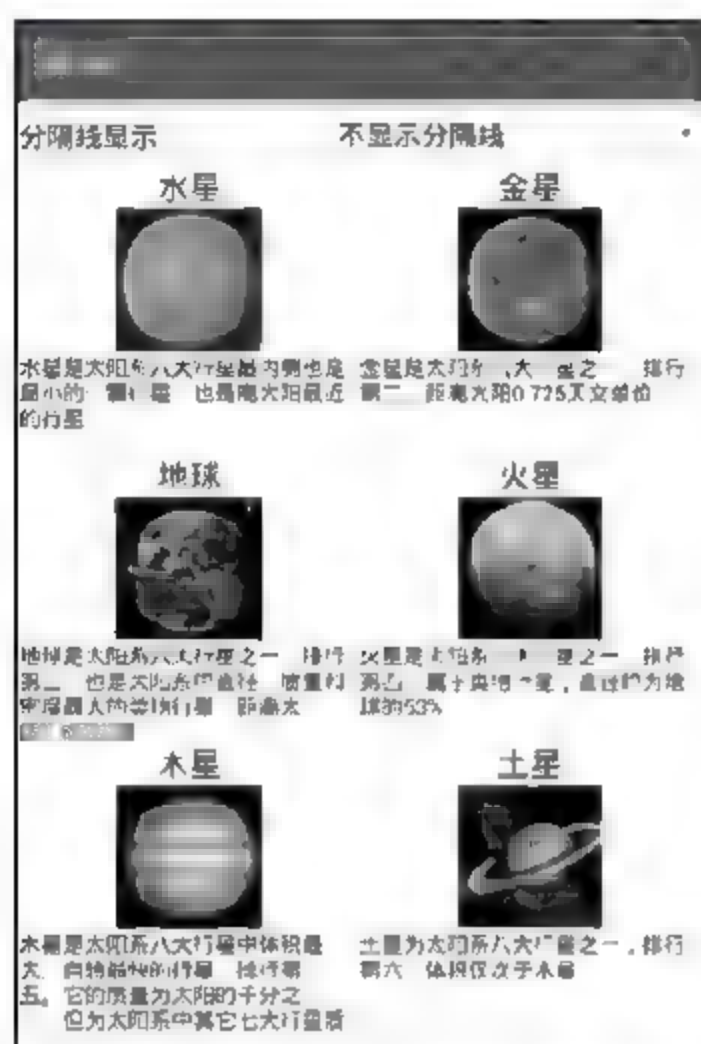 分隔线显示
不显示分隔线
水星
金星
水星是太阳系八大行星最内侧也是
最小的 星 也是离太阳最近
的行星
金星是太阳 大 星之 排行
第二 距离太阳0.725天文单位
地球
火星
地球是太阳系八大行星之一 排行
第三 也是太阳系中直径 质量和
密度最大的类地行星 距离太
火星是太阳系 星之一 排行
第四 属于类地行星，直径约为地
球的53%
木星
土星
木星是太阳系八大行星中体积最
大 自转最快的行星 排行第
五。它的质量为太阳的千分之
但为太阳系中其它七大行星质
土星为太阳系八大行星之一，排行
第六 体积仅次于木星